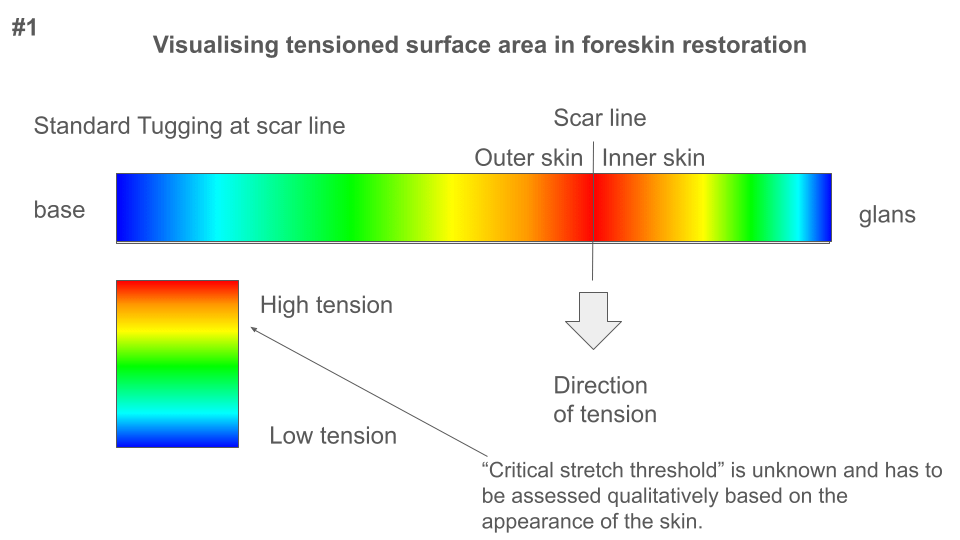 #1
Visualising tensioned surface area in foreskin restoration
Standard Tugging at scar line
Scar line
Outer skin
Inner skin
base
glans
High tension
Low tension
Direction
of tension
“Critical stretch threshold” is unknown and has to
be assessed qualitatively based on the
appearance of the skin.